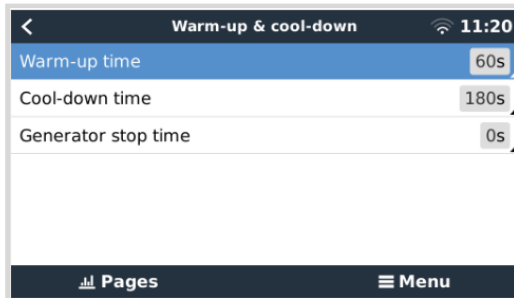 Warm-up & cool-down 11:20
Warm-up time 60s
Cool-down time 180s
Generator stop time 0s
Pages Menu